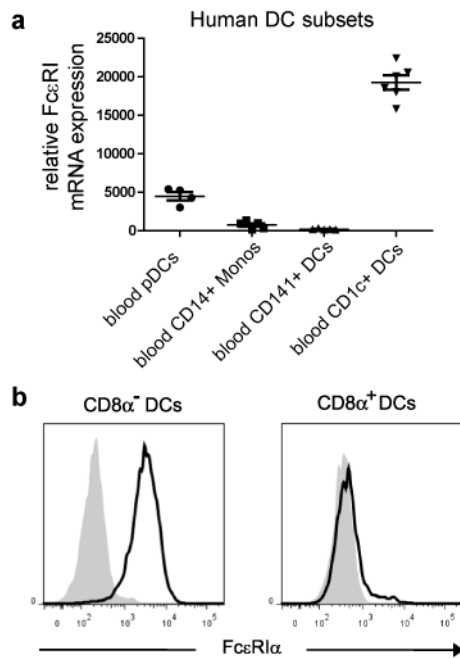 a
Human DC subsets
relative FcεRI
mRNA expression
25000
20000
15000
10000
5000
0
blood pDCs
blood CD14+ Monos
blood CD141+ DCs
blood CD1c+ DCs
b
CD8α⁻ DCs
CD8α⁺ DCs
0
0
0 10² 10³ 10⁴ 10⁵
0 10² 10³ 10⁴ 10⁵
FcεRIα